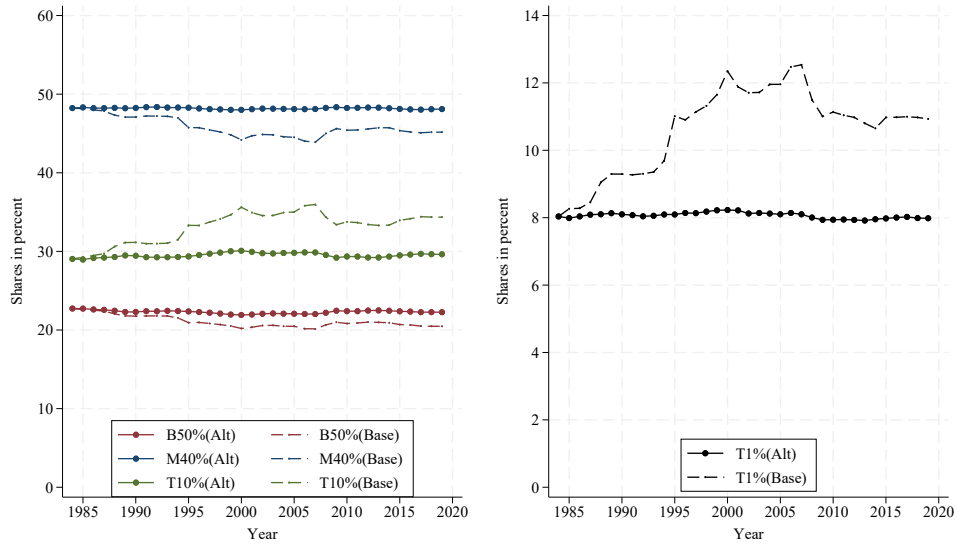 60
50
40
30
20
10
0
Shares in percent
1985 1990 1995 2000 2005 2010 2015 2020
Year
B50%(Alt) B50%(Base)
M40%(Alt) M40%(Base)
T10%(Alt) T10%(Base)
14
12
10
8
6
4
2
0
Shares in percent
1985 1990 1995 2000 2005 2010 2015 2020
Year
T1%(Alt)
T1%(Base)